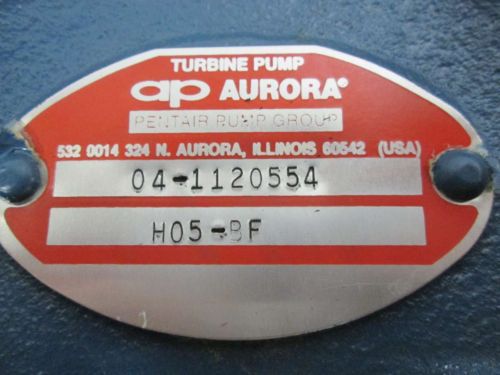 TURBINE PUMP
ap AURORA®
PENTAIR PUMP GROUP
532 0014 324 N. AURORA, ILLINOIS 60542 (USA)
04-1120554
H05-BF